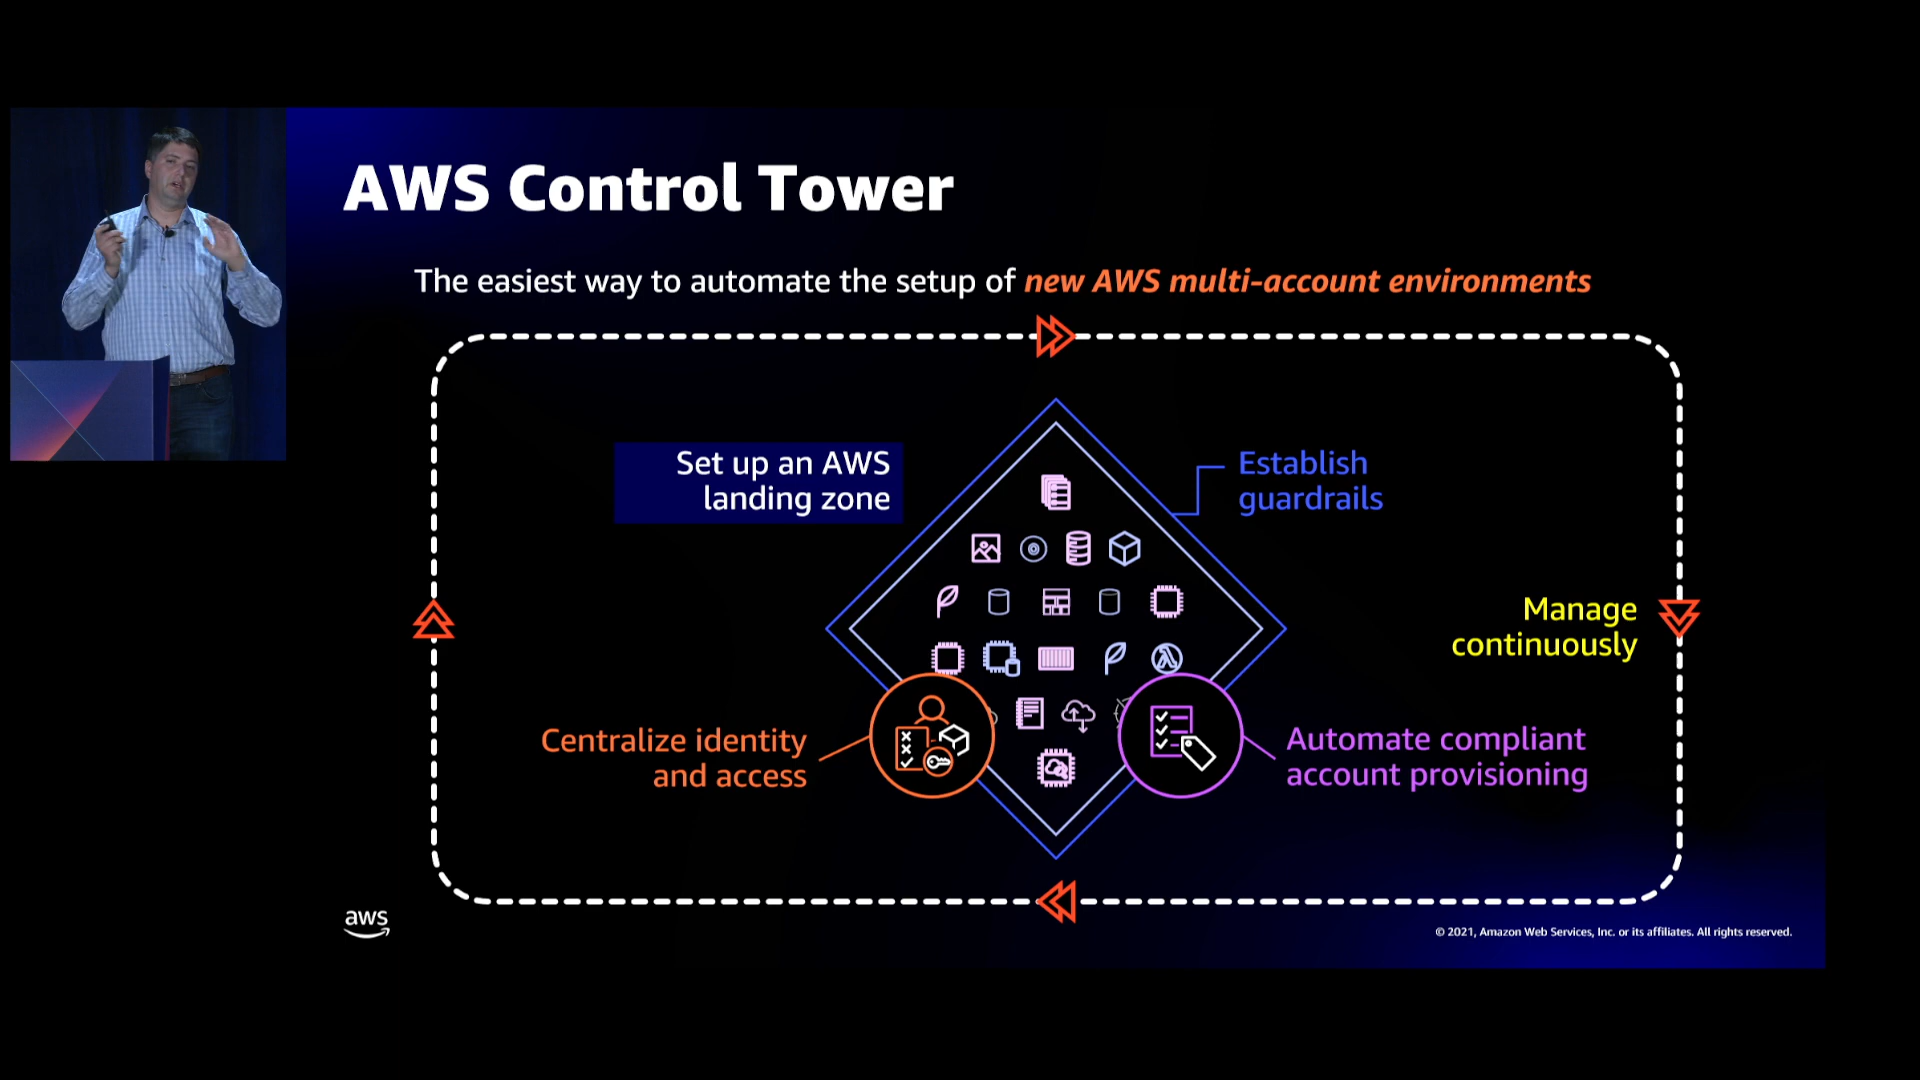 AWS Control Tower
The easiest way to automate the setup of new AWS multi-account environments
Set up an AWS
landing zone
Establish
guardrails
Manage
continuously
Centralize identity
and access
Automate compliant
account provisioning
aws
© 2021, Amazon Web Services, Inc. or its affiliates. All rights reserved.